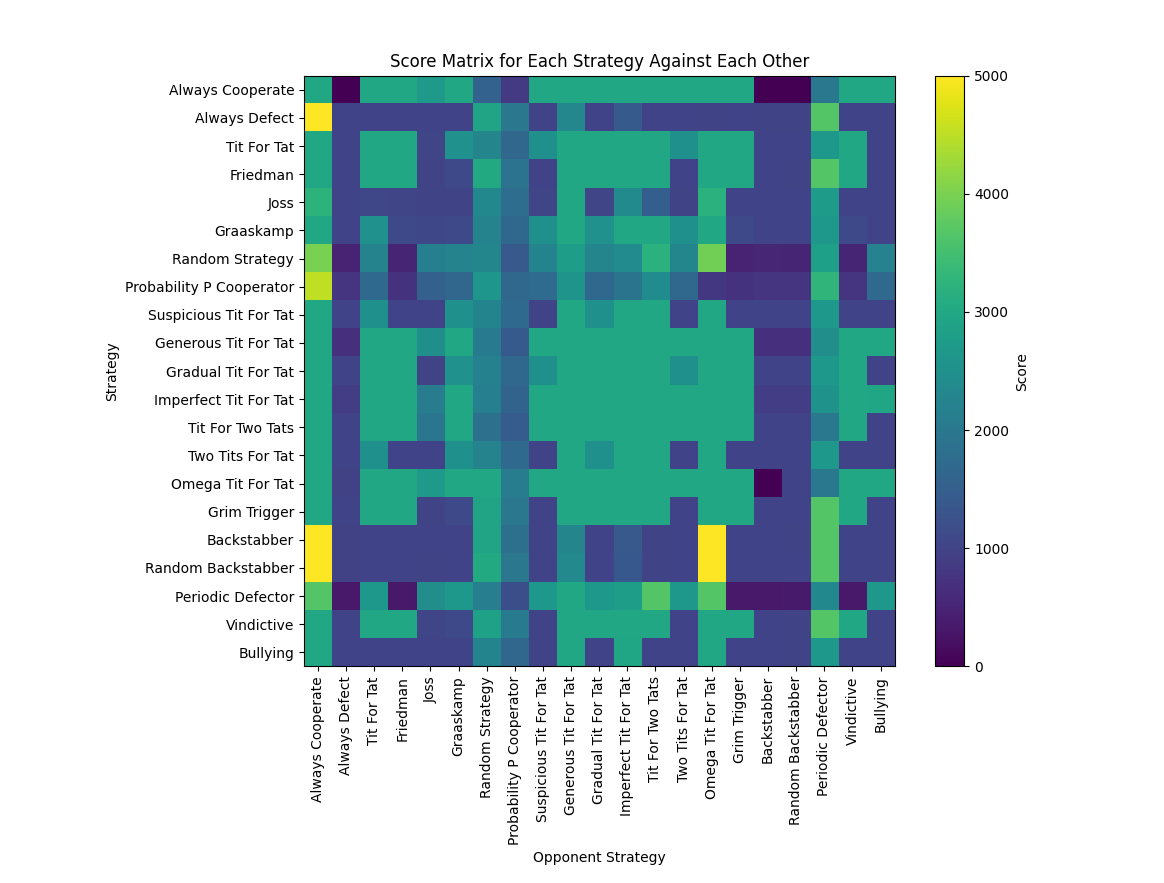 Score Matrix for Each Strategy Against Each Other
Always Cooperate
Always Defect
Tit For Tat
Friedman
Joss
Graaskamp
Random Strategy
Probability P Cooperator
Suspicious Tit For Tat
Generous Tit For Tat
Gradual Tit For Tat
Imperfect Tit For Tat
Tit For Two Tats
Two Tits For Tat
Omega Tit For Tat
Grim Trigger
Backstabber
Random Backstabber
Periodic Defector
Vindictive
Bullying
Strategy
Always Cooperate
Always Defect
Tit For Tat
Friedman
Joss
Graaskamp
Random Strategy
Probability P Cooperator
Suspicious Tit For Tat
Generous Tit For Tat
Gradual Tit For Tat
Imperfect Tit For Tat
Tit For Two Tats
Two Tits For Tat
Omega Tit For Tat
Grim Trigger
Backstabber
Random Backstabber
Periodic Defector
Vindictive
Bullying
Opponent Strategy
5000
4000
3000
2000
1000
0
Score